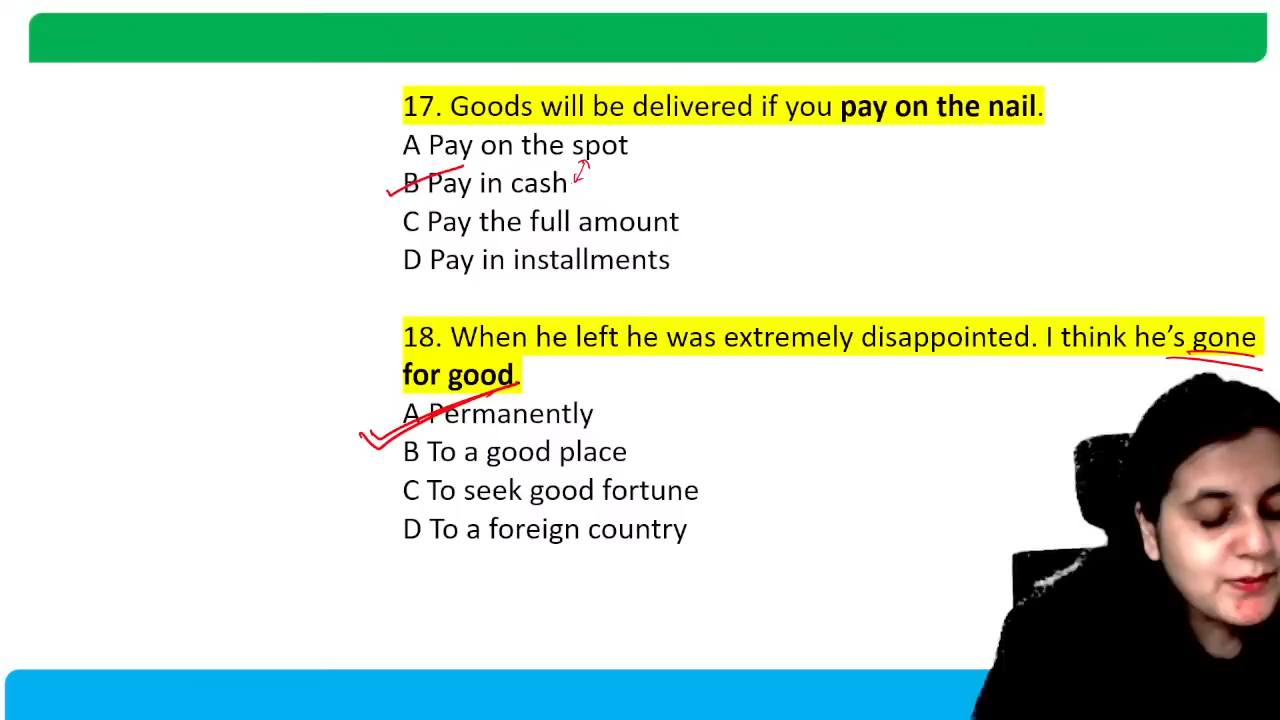 17. Goods will be delivered if you pay on the nail.
A Pay on the spot
B Pay in cash
C Pay the full amount
D Pay in installments
18. When he left he was extremely disappointed. I think he’s gone
for good.
A Permanently
B To a good place
C To seek good fortune
D To a foreign country